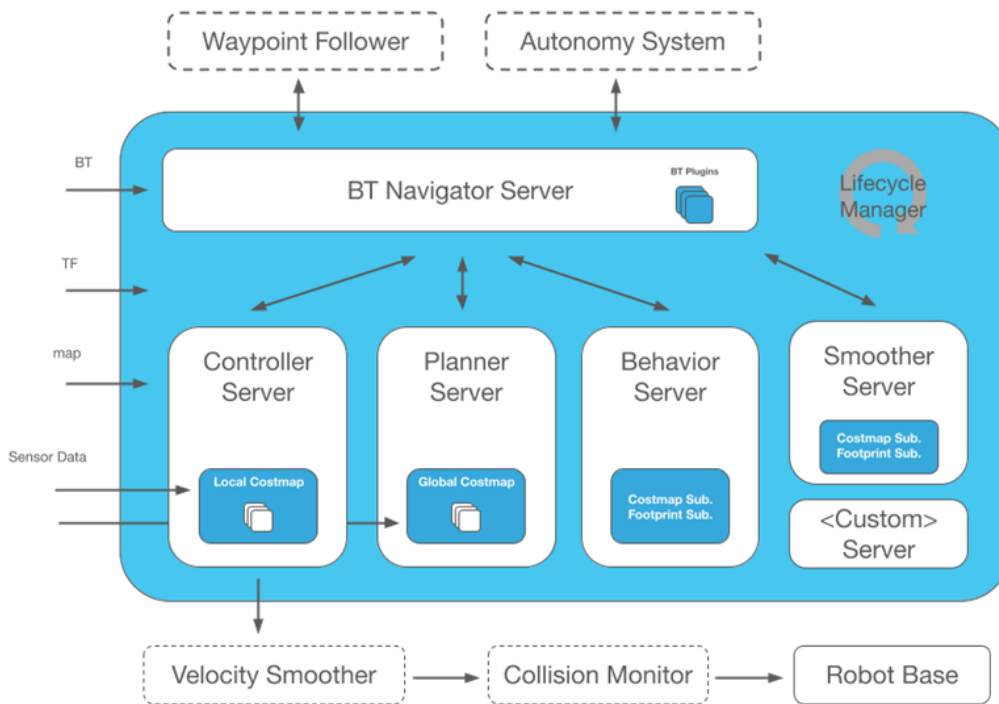 Waypoint Follower
Autonomy System
BT
BT Navigator Server
BT Plugins
Lifecycle
Manager
TF
map
Sensor Data
Controller
Server
Local Costmap
Planner
Server
Global Costmap
Behavior
Server
Costmap Sub.
Footprint Sub.
Smoother
Server
Costmap Sub.
Footprint Sub.
<Custom>
Server
Velocity Smoother
Collision Monitor
Robot Base